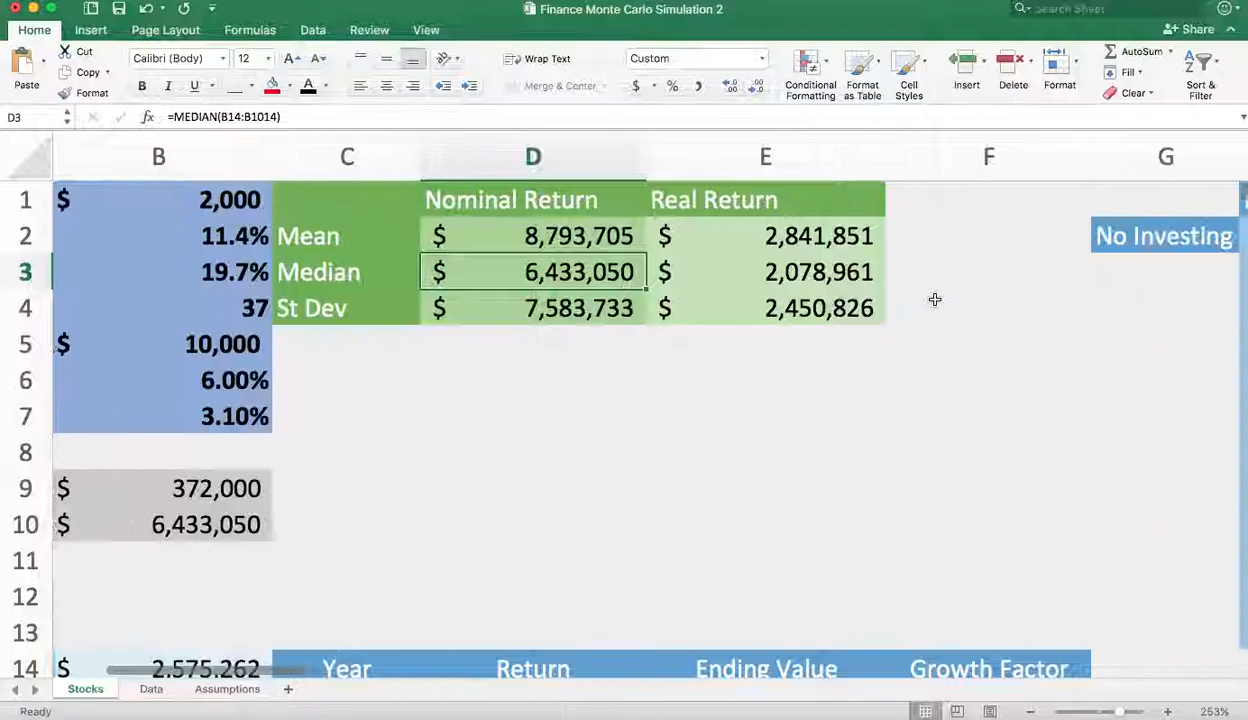 Finance Monte Carlo Simulation 2
Search Sheet
Home Insert Page Layout Formulas Data Review View
Share
Paste
Cut
Copy
Format
Calibri (Body) 12
A A
B I U
A
Wrap Text
Merge & Center
Custom
$ % )
Conditional Formatting
Format as Table
Cell Styles
Insert
Delete
Format
AutoSum
Fill
Clear
Sort & Filter
D3 fx =MEDIAN(B14:B1014)
B C D E F G
1 $ 2,000 Nominal Return Real Return
2 11.4% Mean $ 8,793,705 $ 2,841,851 No Investing
3 19.7% Median $ 6,433,050 $ 2,078,961
4 37 St Dev $ 7,583,733 $ 2,450,826
5 $ 10,000
6 6.00%
7 3.10%
8
9 $ 372,000
10 $ 6,433,050
11
12
13
14 $ 2,575,262 Year Return Ending Value Growth Factor
Stocks Data Assumptions +
Ready
253%